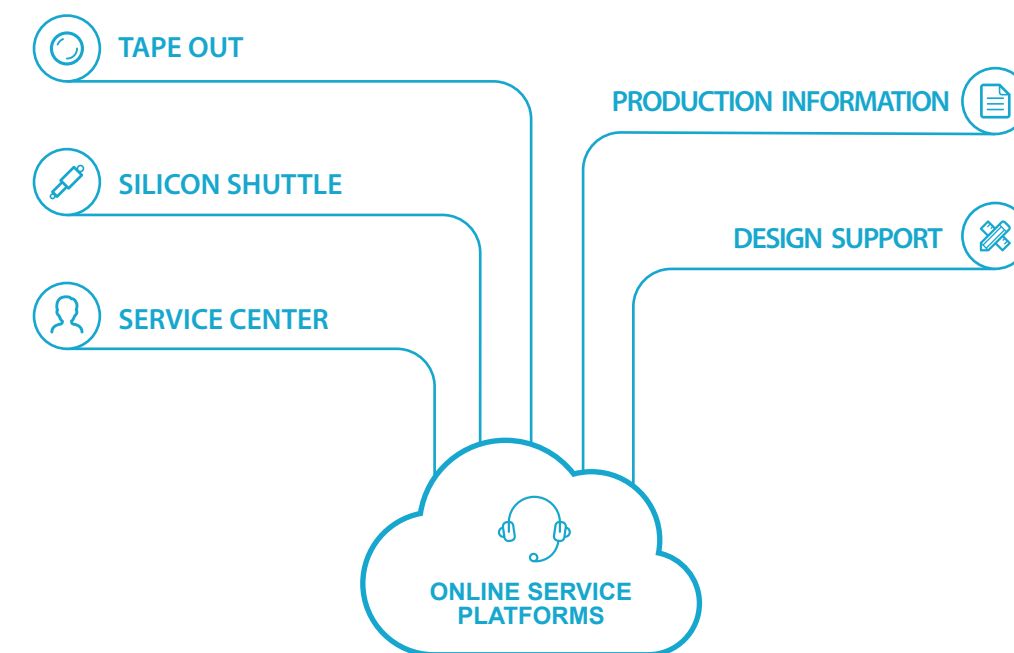 TAPE OUT
PRODUCTION INFORMATION
SILICON SHUTTLE
DESIGN SUPPORT
SERVICE CENTER
ONLINE SERVICE
PLATFORMS